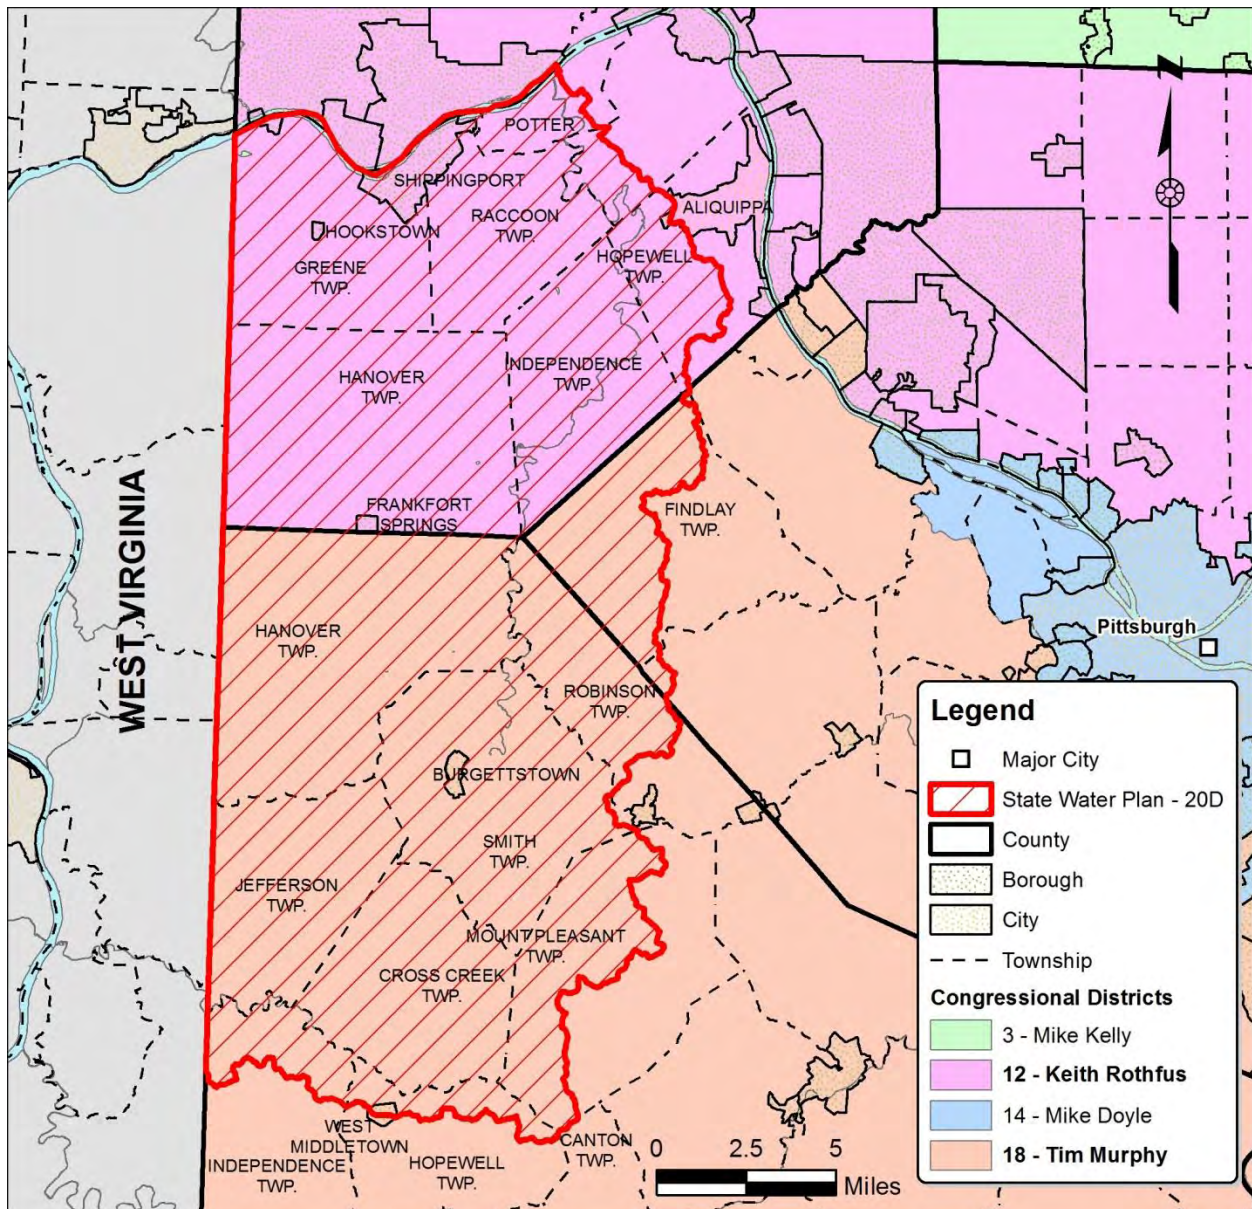 POTTER
SHIPPINGPORT
RACCOON
TWP.
ALIQUIPPA
HOOKSTOWN
GREENE
TWP.
HOPEWELL
TWP.
HANOVER
TWP.
INDEPENDENCE
TWP.
FRANKFORT
SPRINGS
FINDLAY
TWP.
WEST VIRGINIA
HANOVER
TWP.
Pittsburgh
ROBINSON
TWP.
BURGETTSTOWN
SMITH
TWP.
JEFFERSON
TWP.
MOUNT PLEASANT
TWP.
CROSS CREEK
TWP.
WEST
MIDDLETOWN
INDEPENDENCE
TWP.
HOPEWELL
TWP.
CANTON
TWP.
0 2.5 5
Miles
N
Legend
Major City
State Water Plan - 20D
County
Borough
City
Township
Congressional Districts
3 - Mike Kelly
12 - Keith Rothfus
14 - Mike Doyle
18 - Tim Murphy